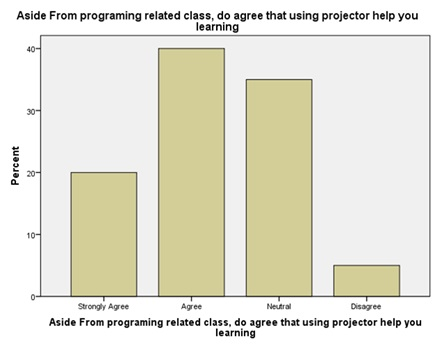 Aside From programing related class, do agree that using projector help you
learning
40
30
20
10
0
Percent
Strongly Agree
Agree
Neutral
Disagree
Aside From programing related class, do agree that using projector help you
learning